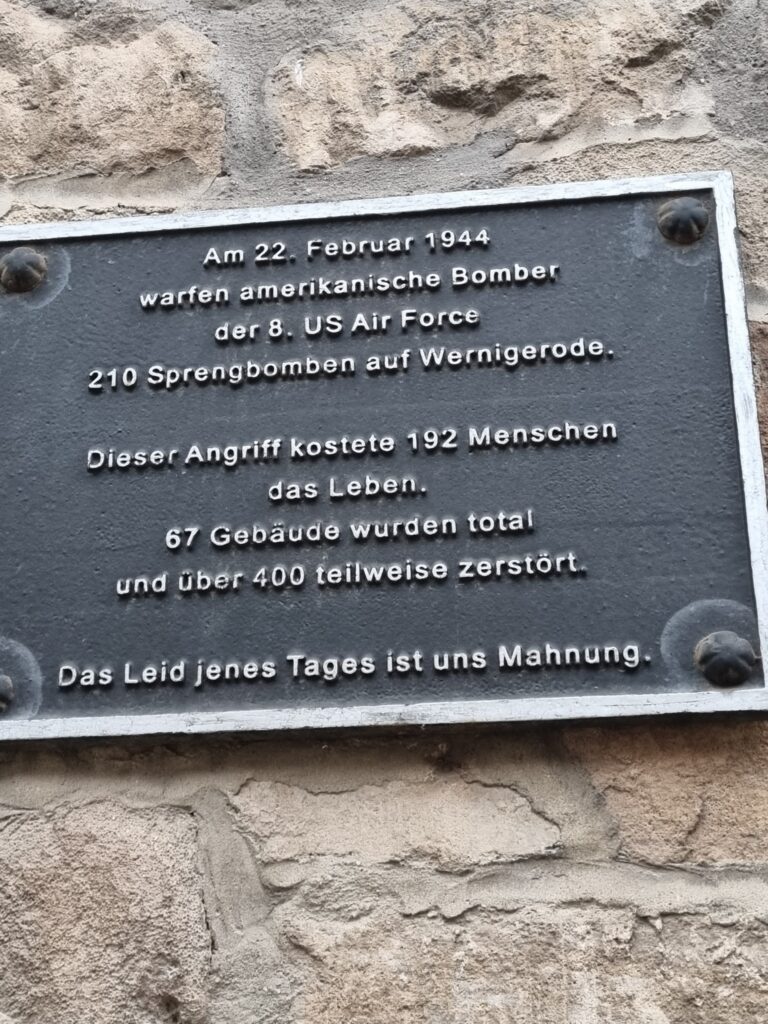 Am 22. Februar 1944
warfen amerikanische Bomber
der 8. US Air Force
210 Sprengbomben auf Wernigerode.
Dieser Angriff kostete 192 Menschen
das Leben.
67 Gebäude wurden total
und über 400 teilweise zerstört.
Das Leid jenes Tages ist uns Mahnung.